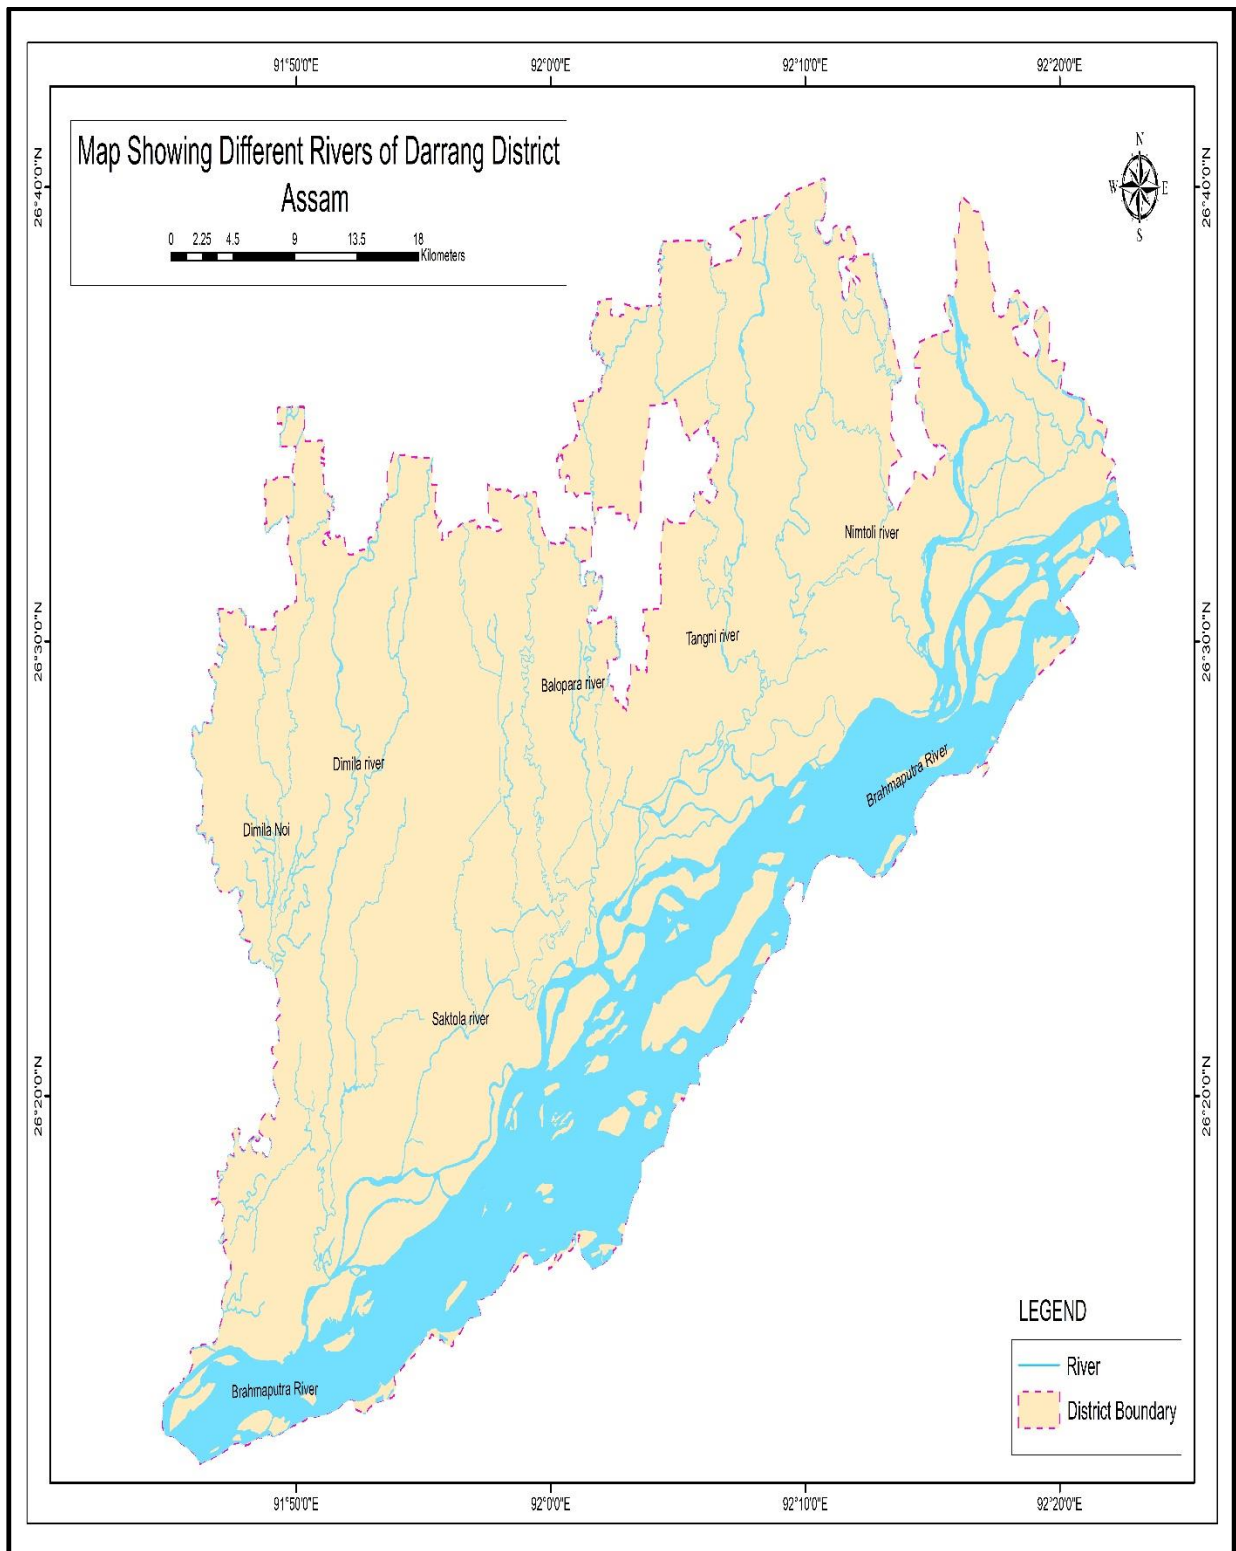 91°50'0"E 92°0'0"E 92°10'0"E 92°20'0"E
Map Showing Different Rivers of Darrang District
Assam
0 2.25 4.5 9 13.5 18
Kilometers
N
W E
S
26°40'0"N 26°40'0"N
Nimtoli river
26°30'0"N 26°30'0"N
Tangni river
Balopara river
Dimila river
Brahmaputra River
Dimila Noi
Saktola river
26°20'0"N 26°20'0"N
LEGEND
River
District Boundary
Brahmaputra River
91°50'0"E 92°0'0"E 92°10'0"E 92°20'0"E